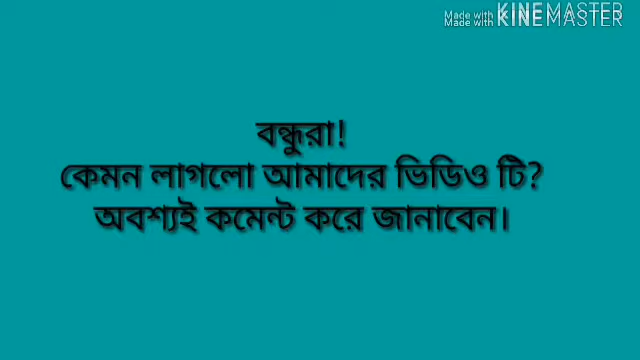 Made with KINEMASTER
Made with KINEMASTER
বন্ধুরা!
কেমন লাগলো আমাদের ভিডিও টি?
অবশ্যই কমেন্ট করে জানাবেন।